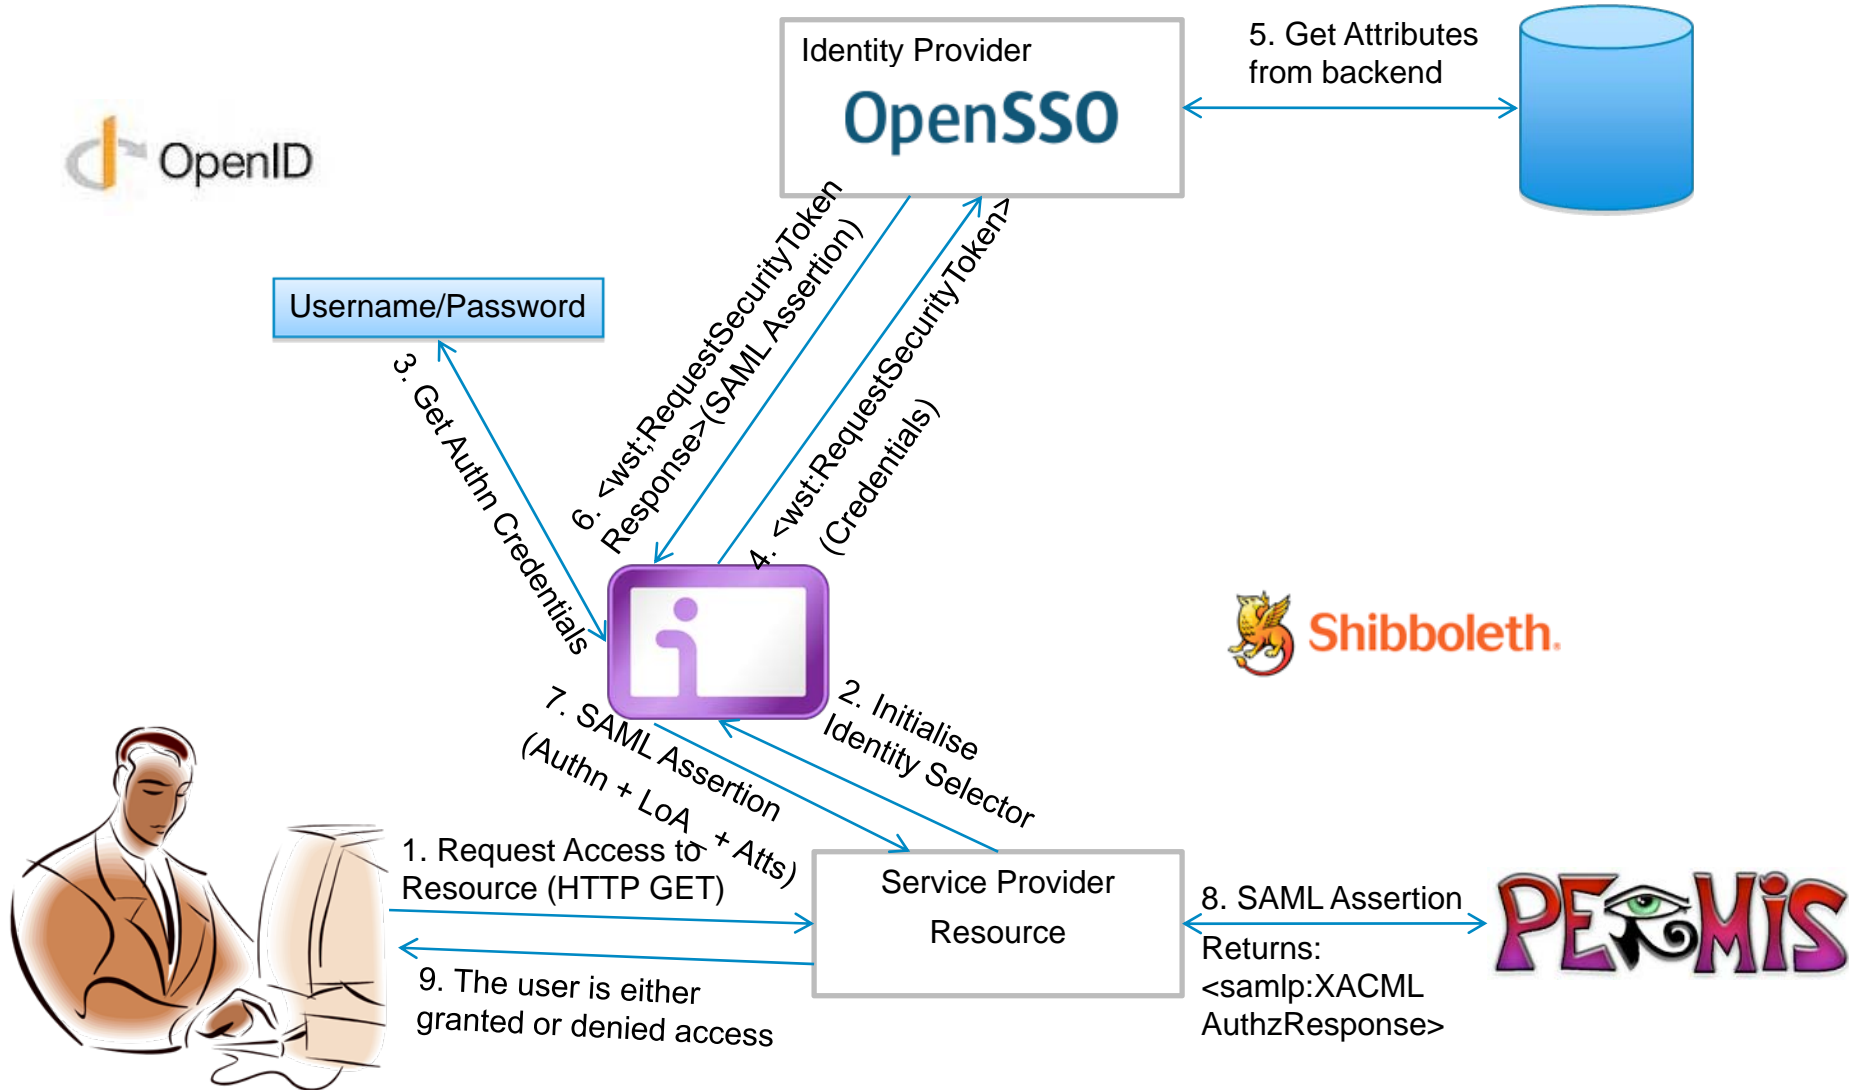 Identity Provider
OpenSSO
5. Get Attributes
from backend
OpenID
Username/Password
3. Get Authn Credentials
6. <wst;RequestSecurityToken
Response>(SAML Assertion)
4. <wst:RequestSecurityToken>
(Credentials)
Shibboleth.
2. Initialise
Identity Selector
7. SAML Assertion
(Authn + LoA_ + Atts)
1. Request Access to
Resource (HTTP GET)
Service Provider
Resource
8. SAML Assertion
Returns:
<samlp:XACML
AuthzResponse>
PERMIS
9. The user is either
granted or denied access